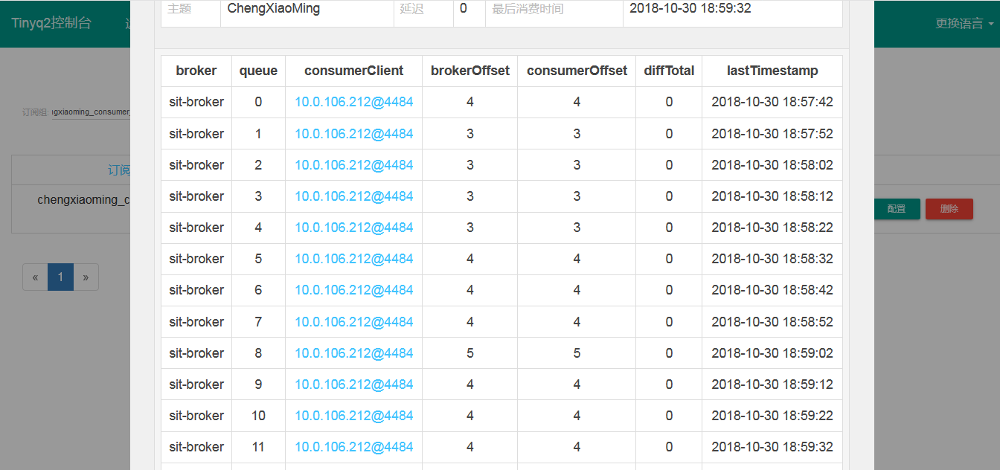 Tinyq2控制台
更换语言
主题 ChengXiaoMing 延迟 0 最后消费时间 2018-10-30 18:59:32
broker queue consumerClient brokerOffset consumerOffset diffTotal lastTimestamp
sit-broker 0 10.0.106.212@4484 4 4 0 2018-10-30 18:57:42
sit-broker 1 10.0.106.212@4484 3 3 0 2018-10-30 18:57:52
sit-broker 2 10.0.106.212@4484 3 3 0 2018-10-30 18:58:02
sit-broker 3 10.0.106.212@4484 3 3 0 2018-10-30 18:58:12
sit-broker 4 10.0.106.212@4484 3 3 0 2018-10-30 18:58:22
sit-broker 5 10.0.106.212@4484 4 4 0 2018-10-30 18:58:32
sit-broker 6 10.0.106.212@4484 4 4 0 2018-10-30 18:58:42
sit-broker 7 10.0.106.212@4484 4 4 0 2018-10-30 18:58:52
sit-broker 8 10.0.106.212@4484 5 5 0 2018-10-30 18:59:02
sit-broker 9 10.0.106.212@4484 4 4 0 2018-10-30 18:59:12
sit-broker 10 10.0.106.212@4484 4 4 0 2018-10-30 18:59:22
sit-broker 11 10.0.106.212@4484 4 4 0 2018-10-30 18:59:32
订阅组: gxiaoming_consumer_
订阅
chengxiaoming_c
配置 删除
« 1 »